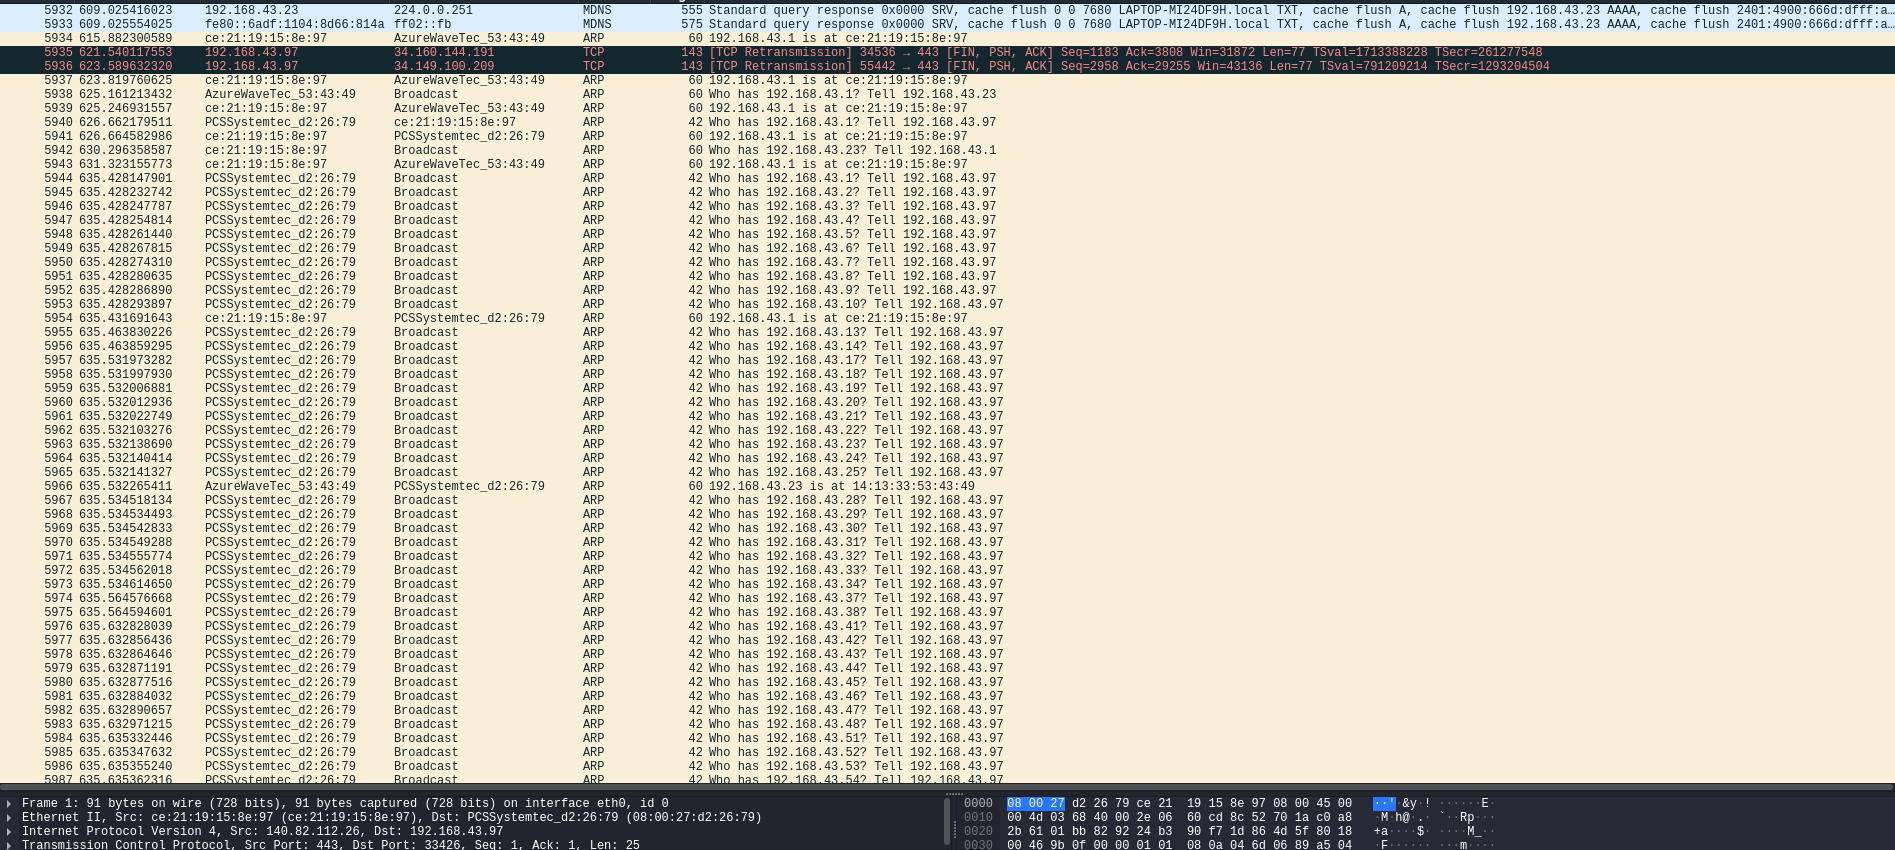 5932 609.025416023 192.168.43.23 224.0.0.251 MDNS 555 Standard query response 0x0000 SRV, cache flush 0 0 7680 LAPTOP-MI24DF9H.local TXT, cache flush A, cache flush 192.168.43.23 AAAA, cache flush 2401:4900:666d:dfff:a…
5933 609.025554025 fe80::6adf:1104:8d66:814a ff02::fb MDNS 575 Standard query response 0x0000 SRV, cache flush 0 0 7680 LAPTOP-MI24DF9H.local TXT, cache flush A, cache flush 192.168.43.23 AAAA, cache flush 2401:4900:666d:dfff:a…
5934 615.882300589 ce:21:19:15:8e:97 AzureWaveTec_53:43:49 ARP 60 192.168.43.1 is at ce:21:19:15:8e:97
5935 621.540117553 192.168.43.97 34.160.144.191 TCP 143 [TCP Retransmission] 34536 → 443 [FIN, PSH, ACK] Seq=1183 Ack=3808 Win=31872 Len=77 TSval=1713388228 TSecr=261277548
5936 623.589632320 192.168.43.97 34.149.100.209 TCP 143 [TCP Retransmission] 55442 → 443 [FIN, PSH, ACK] Seq=2958 Ack=29255 Win=43136 Len=77 TSval=791209214 TSecr=1293204504
5937 623.819760625 ce:21:19:15:8e:97 AzureWaveTec_53:43:49 ARP 60 192.168.43.1 is at ce:21:19:15:8e:97
5938 625.161213432 AzureWaveTec_53:43:49 Broadcast ARP 60 Who has 192.168.43.1? Tell 192.168.43.23
5939 625.246931557 ce:21:19:15:8e:97 AzureWaveTec_53:43:49 ARP 60 192.168.43.1 is at ce:21:19:15:8e:97
5940 626.662179511 PCSSystemtec_d2:26:79 ce:21:19:15:8e:97 ARP 42 Who has 192.168.43.1? Tell 192.168.43.97
5941 626.664582986 ce:21:19:15:8e:97 PCSSystemtec_d2:26:79 ARP 60 192.168.43.1 is at ce:21:19:15:8e:97
5942 630.296358587 ce:21:19:15:8e:97 Broadcast ARP 60 Who has 192.168.43.23? Tell 192.168.43.1
5943 631.323155773 ce:21:19:15:8e:97 AzureWaveTec_53:43:49 ARP 60 192.168.43.1 is at ce:21:19:15:8e:97
5944 635.428147901 PCSSystemtec_d2:26:79 Broadcast ARP 42 Who has 192.168.43.1? Tell 192.168.43.97
5945 635.428232742 PCSSystemtec_d2:26:79 Broadcast ARP 42 Who has 192.168.43.2? Tell 192.168.43.97
5946 635.428247787 PCSSystemtec_d2:26:79 Broadcast ARP 42 Who has 192.168.43.3? Tell 192.168.43.97
5947 635.428254814 PCSSystemtec_d2:26:79 Broadcast ARP 42 Who has 192.168.43.4? Tell 192.168.43.97
5948 635.428261440 PCSSystemtec_d2:26:79 Broadcast ARP 42 Who has 192.168.43.5? Tell 192.168.43.97
5949 635.428267815 PCSSystemtec_d2:26:79 Broadcast ARP 42 Who has 192.168.43.6? Tell 192.168.43.97
5950 635.428274310 PCSSystemtec_d2:26:79 Broadcast ARP 42 Who has 192.168.43.7? Tell 192.168.43.97
5951 635.428280635 PCSSystemtec_d2:26:79 Broadcast ARP 42 Who has 192.168.43.8? Tell 192.168.43.97
5952 635.428286890 PCSSystemtec_d2:26:79 Broadcast ARP 42 Who has 192.168.43.9? Tell 192.168.43.97
5953 635.428293897 PCSSystemtec_d2:26:79 Broadcast ARP 42 Who has 192.168.43.10? Tell 192.168.43.97
5954 635.431691643 ce:21:19:15:8e:97 PCSSystemtec_d2:26:79 ARP 60 192.168.43.1 is at ce:21:19:15:8e:97
5955 635.463830226 PCSSystemtec_d2:26:79 Broadcast ARP 42 Who has 192.168.43.13? Tell 192.168.43.97
5956 635.463859295 PCSSystemtec_d2:26:79 Broadcast ARP 42 Who has 192.168.43.14? Tell 192.168.43.97
5957 635.531973282 PCSSystemtec_d2:26:79 Broadcast ARP 42 Who has 192.168.43.17? Tell 192.168.43.97
5958 635.531997930 PCSSystemtec_d2:26:79 Broadcast ARP 42 Who has 192.168.43.18? Tell 192.168.43.97
5959 635.532006881 PCSSystemtec_d2:26:79 Broadcast ARP 42 Who has 192.168.43.19? Tell 192.168.43.97
5960 635.532012936 PCSSystemtec_d2:26:79 Broadcast ARP 42 Who has 192.168.43.20? Tell 192.168.43.97
5961 635.532022749 PCSSystemtec_d2:26:79 Broadcast ARP 42 Who has 192.168.43.21? Tell 192.168.43.97
5962 635.532103276 PCSSystemtec_d2:26:79 Broadcast ARP 42 Who has 192.168.43.22? Tell 192.168.43.97
5963 635.532138690 PCSSystemtec_d2:26:79 Broadcast ARP 42 Who has 192.168.43.23? Tell 192.168.43.97
5964 635.532140414 PCSSystemtec_d2:26:79 Broadcast ARP 42 Who has 192.168.43.24? Tell 192.168.43.97
5965 635.532141327 PCSSystemtec_d2:26:79 Broadcast ARP 42 Who has 192.168.43.25? Tell 192.168.43.97
5966 635.532265411 AzureWaveTec_53:43:49 PCSSystemtec_d2:26:79 ARP 60 192.168.43.23 is at 14:13:33:53:43:49
5967 635.534518134 PCSSystemtec_d2:26:79 Broadcast ARP 42 Who has 192.168.43.28? Tell 192.168.43.97
5968 635.534534493 PCSSystemtec_d2:26:79 Broadcast ARP 42 Who has 192.168.43.29? Tell 192.168.43.97
5969 635.534542833 PCSSystemtec_d2:26:79 Broadcast ARP 42 Who has 192.168.43.30? Tell 192.168.43.97
5970 635.534549288 PCSSystemtec_d2:26:79 Broadcast ARP 42 Who has 192.168.43.31? Tell 192.168.43.97
5971 635.534555774 PCSSystemtec_d2:26:79 Broadcast ARP 42 Who has 192.168.43.32? Tell 192.168.43.97
5972 635.534562018 PCSSystemtec_d2:26:79 Broadcast ARP 42 Who has 192.168.43.33? Tell 192.168.43.97
5973 635.534614650 PCSSystemtec_d2:26:79 Broadcast ARP 42 Who has 192.168.43.34? Tell 192.168.43.97
5974 635.564576668 PCSSystemtec_d2:26:79 Broadcast ARP 42 Who has 192.168.43.37? Tell 192.168.43.97
5975 635.564594601 PCSSystemtec_d2:26:79 Broadcast ARP 42 Who has 192.168.43.38? Tell 192.168.43.97
5976 635.632828039 PCSSystemtec_d2:26:79 Broadcast ARP 42 Who has 192.168.43.41? Tell 192.168.43.97
5977 635.632856436 PCSSystemtec_d2:26:79 Broadcast ARP 42 Who has 192.168.43.42? Tell 192.168.43.97
5978 635.632864646 PCSSystemtec_d2:26:79 Broadcast ARP 42 Who has 192.168.43.43? Tell 192.168.43.97
5979 635.632871191 PCSSystemtec_d2:26:79 Broadcast ARP 42 Who has 192.168.43.44? Tell 192.168.43.97
5980 635.632877516 PCSSystemtec_d2:26:79 Broadcast ARP 42 Who has 192.168.43.45? Tell 192.168.43.97
5981 635.632884032 PCSSystemtec_d2:26:79 Broadcast ARP 42 Who has 192.168.43.46? Tell 192.168.43.97
5982 635.632890657 PCSSystemtec_d2:26:79 Broadcast ARP 42 Who has 192.168.43.47? Tell 192.168.43.97
5983 635.632971215 PCSSystemtec_d2:26:79 Broadcast ARP 42 Who has 192.168.43.48? Tell 192.168.43.97
5984 635.635332446 PCSSystemtec_d2:26:79 Broadcast ARP 42 Who has 192.168.43.51? Tell 192.168.43.97
5985 635.635347632 PCSSystemtec_d2:26:79 Broadcast ARP 42 Who has 192.168.43.52? Tell 192.168.43.97
5986 635.635355240 PCSSystemtec_d2:26:79 Broadcast ARP 42 Who has 192.168.43.53? Tell 192.168.43.97
5987 635.635362316 PCSSystemtec_d2:26:79 Broadcast ARP 42 Who has 192.168.43.54? Tell 192.168.43.97
Frame 1: 91 bytes on wire (728 bits), 91 bytes captured (728 bits) on interface eth0, id 0
Ethernet II, Src: ce:21:19:15:8e:97 (ce:21:19:15:8e:97), Dst: PCSSystemtec_d2:26:79 (08:00:27:d2:26:79)
Internet Protocol Version 4, Src: 140.82.112.26, Dst: 192.168.43.97
Transmission Control Protocol, Src Port: 443, Dst Port: 33426, Seq: 1, Ack: 1, Len: 25
0000 08 00 27 d2 26 79 ce 21 19 15 8e 97 08 00 45 00 ··'·&y·! ······E·
0010 00 4d 03 68 40 00 2e 06 60 cd 8c 52 70 1a c0 a8 ·M·h@·.· `··Rp···
0020 2b 61 01 bb 82 92 24 b3 90 f7 1d 86 4d 5f 80 18 +a····$· ····M_··
0030 00 46 9b 0f 00 00 01 01 08 0a 04 6d 06 89 a5 04 ·F······ ···m····